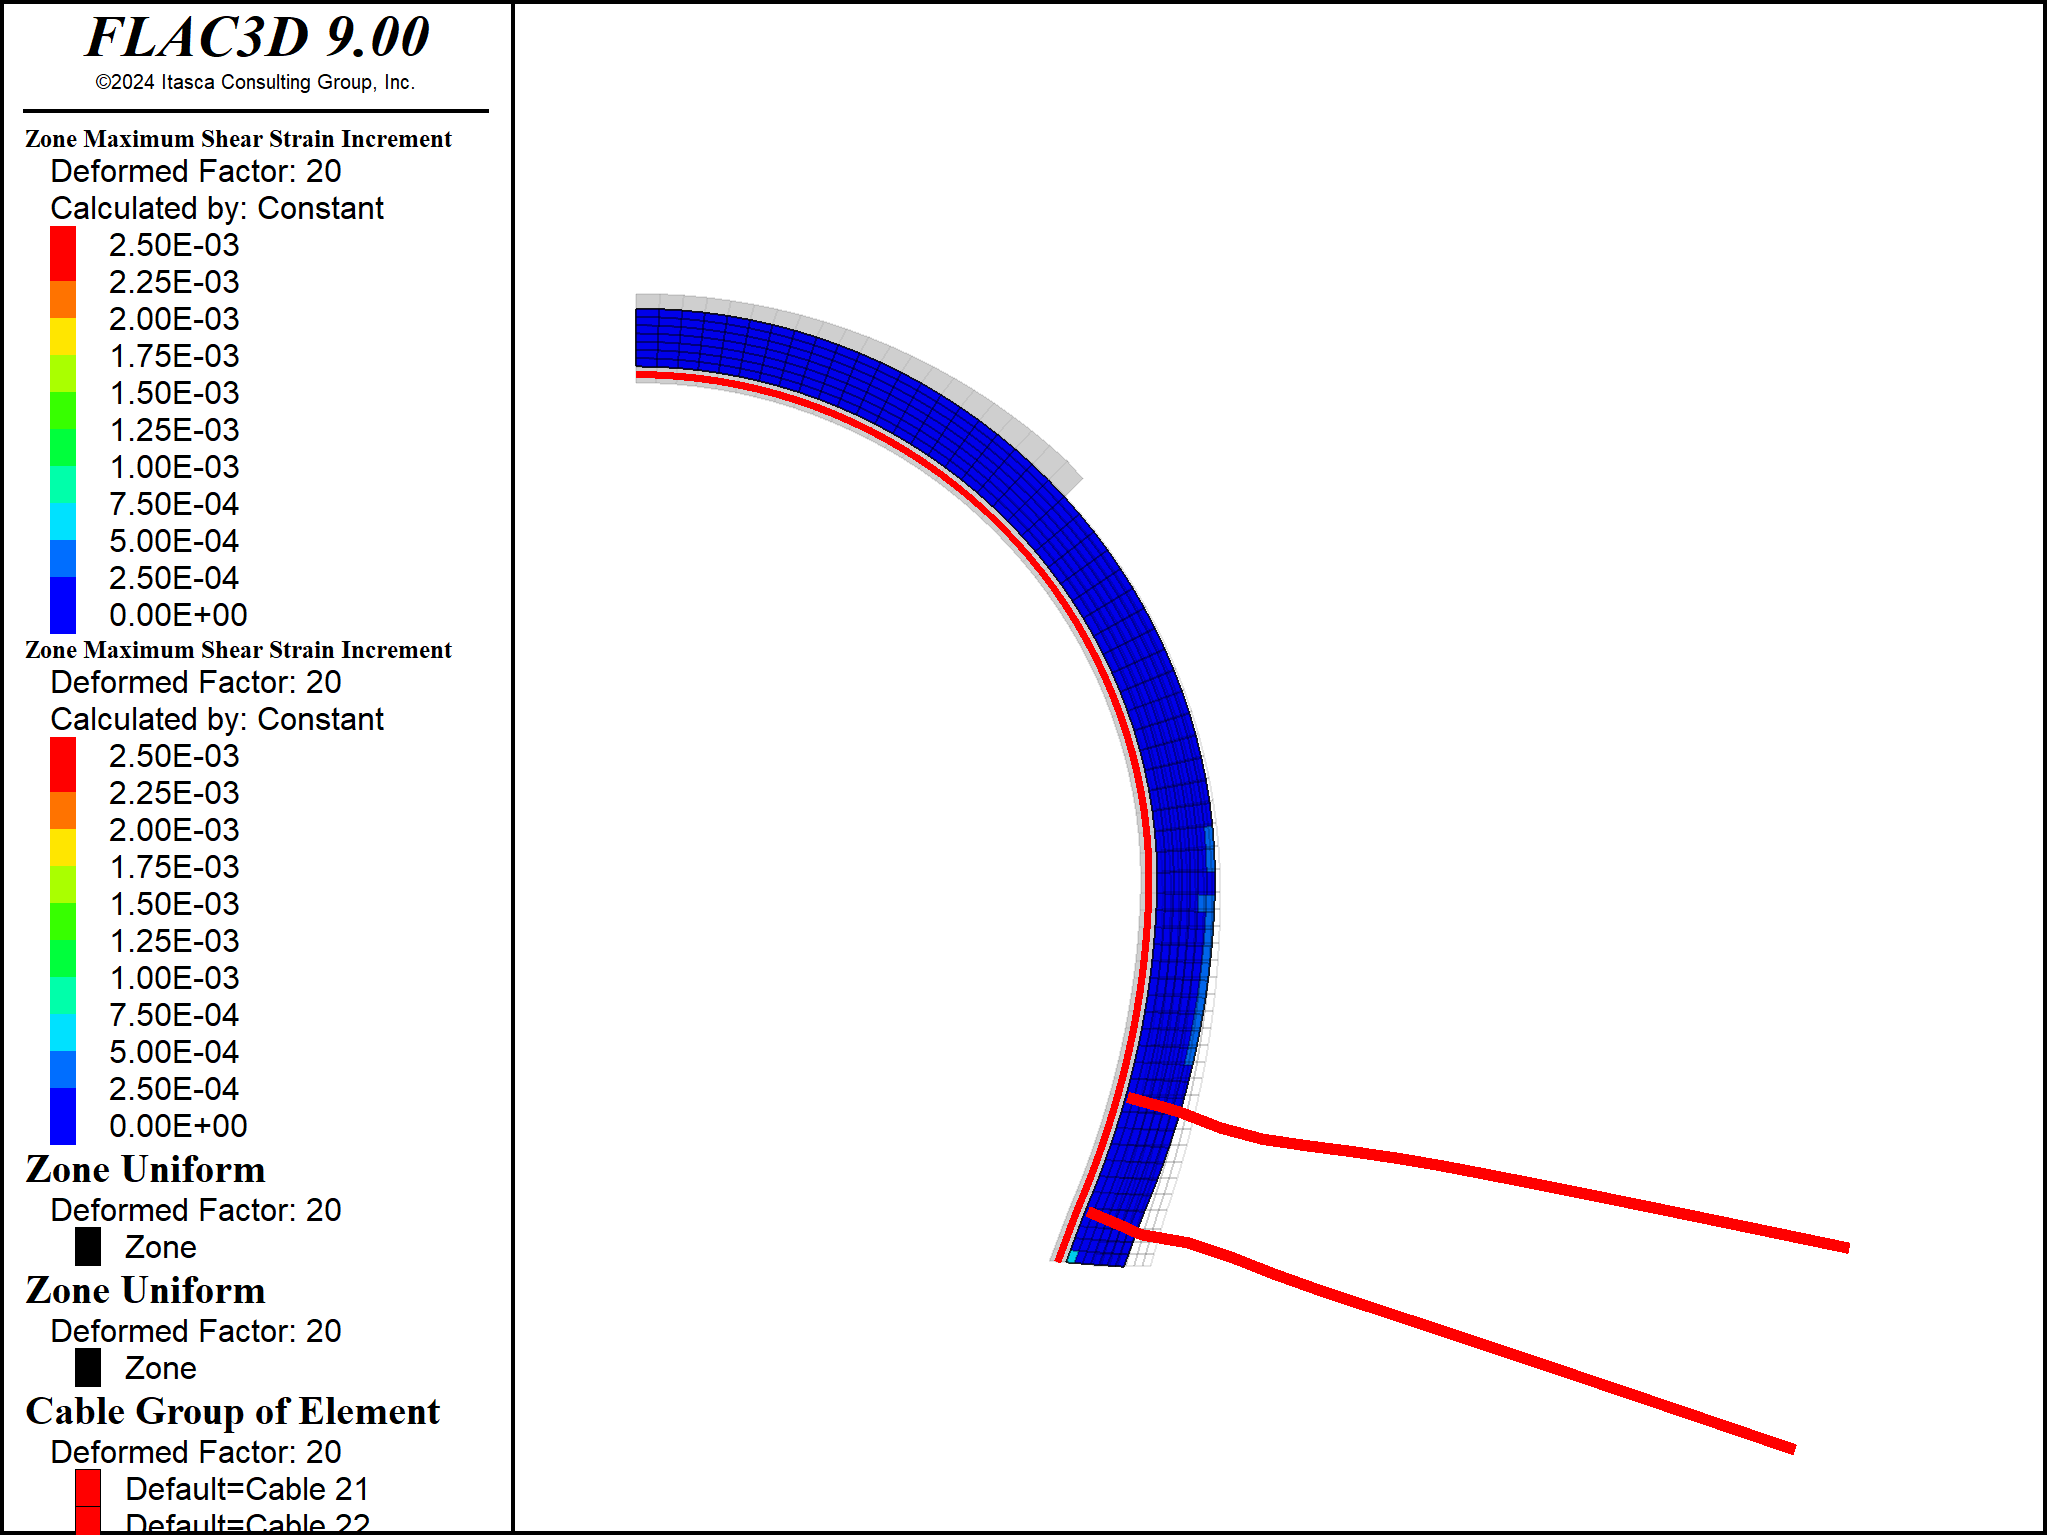 FLAC3D 9.00
©2024 Itasca Consulting Group, Inc.
Zone Maximum Shear Strain Increment
Deformed Factor: 20
Calculated by: Constant
2.50E-03
2.25E-03
2.00E-03
1.75E-03
1.50E-03
1.25E-03
1.00E-03
7.50E-04
5.00E-04
2.50E-04
0.00E+00
Zone Maximum Shear Strain Increment
Deformed Factor: 20
Calculated by: Constant
2.50E-03
2.25E-03
2.00E-03
1.75E-03
1.50E-03
1.25E-03
1.00E-03
7.50E-04
5.00E-04
2.50E-04
0.00E+00
Zone Uniform
Deformed Factor: 20
Zone
Zone Uniform
Deformed Factor: 20
Zone
Cable Group of Element
Deformed Factor: 20
Default=Cable 21
Default=Cable 22